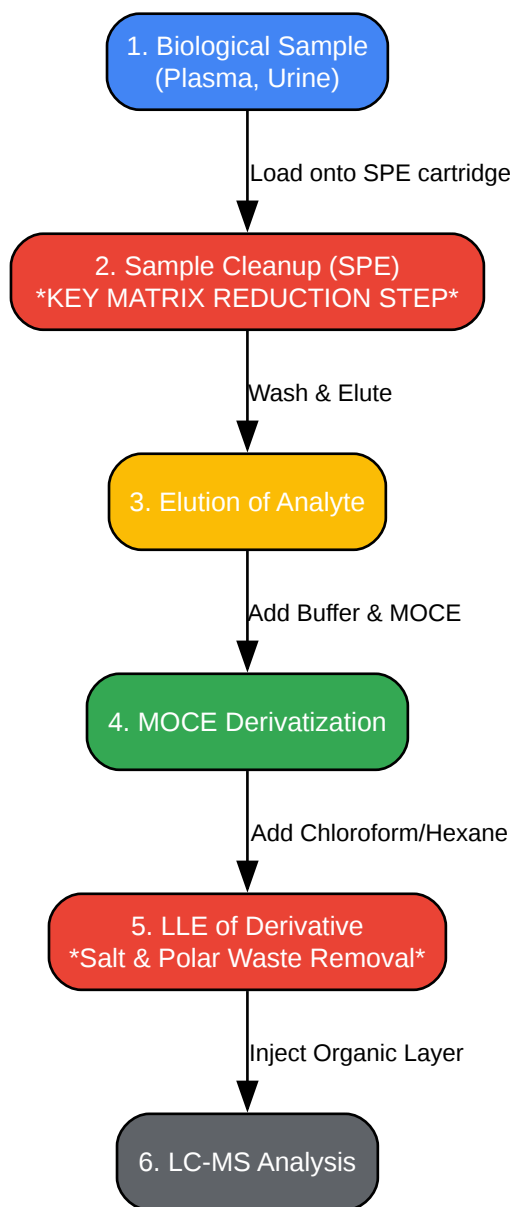 1. Biological Sample
(Plasma, Urine)
Load onto SPE cartridge
2. Sample Cleanup (SPE)
*KEY MATRIX REDUCTION STEP*
Wash & Elute
3. Elution of Analyte
Add Buffer & MOCE
4. MOCE Derivatization
Add Chloroform/Hexane
5. LLE of Derivative
*Salt & Polar Waste Removal*
Inject Organic Layer
6. LC-MS Analysis